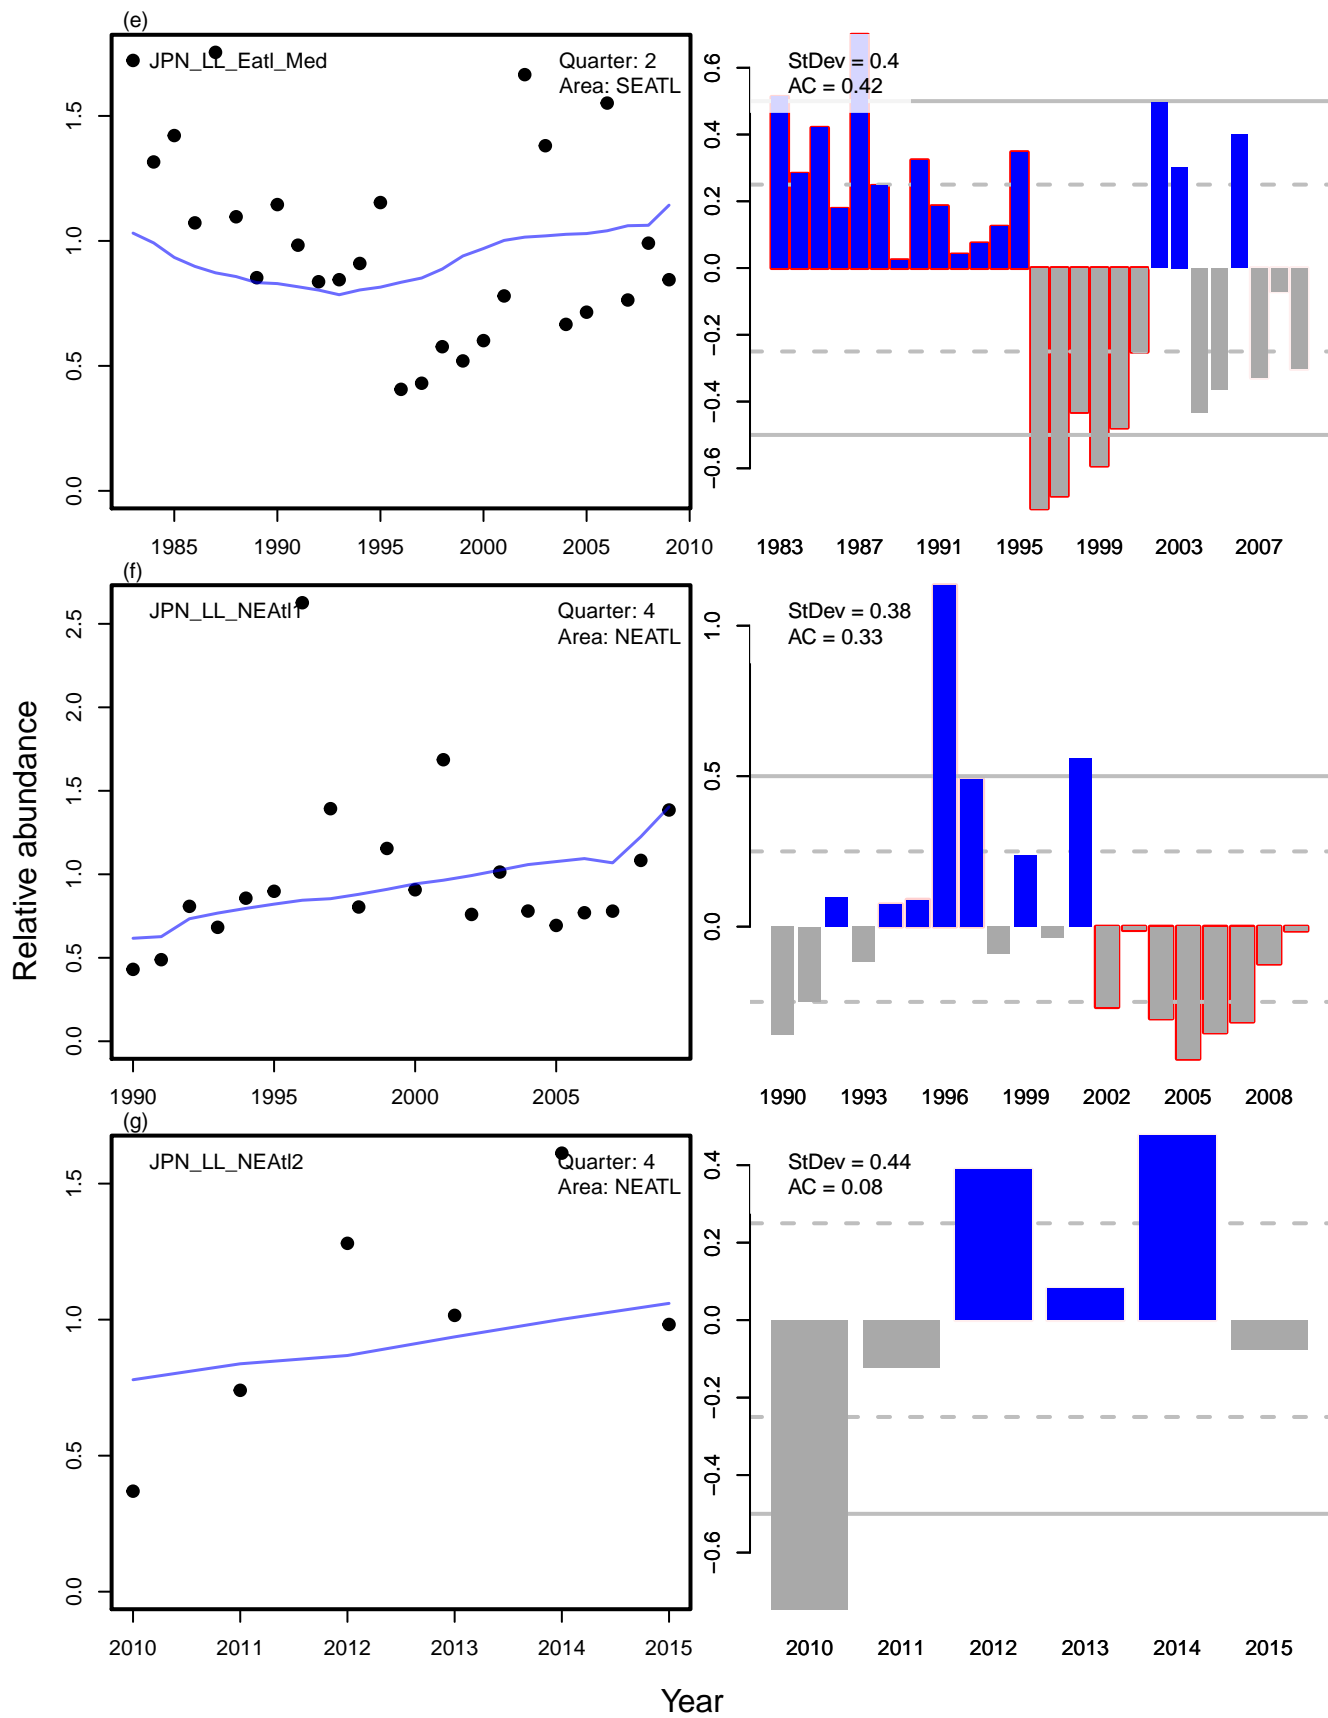 (e)
JPN_LL_Eatl_Med
Quarter: 2
Area: SEATL
0.0 0.5 1.0 1.5
1985 1990 1995 2000 2005 2010
StDev = 0.4
AC = 0.42
−0.6 −0.4 −0.2 0.0 0.2 0.4 0.6
1983 1987 1991 1995 1999 2003 2007
(f)
JPN_LL_NEAtl1
Quarter: 4
Area: NEATL
0.0 0.5 1.0 1.5 2.0 2.5
1990 1995 2000 2005
StDev = 0.38
AC = 0.33
0.0 0.5 1.0
1990 1993 1996 1999 2002 2005 2008
(g)
JPN_LL_NEAtl2
Quarter: 4
Area: NEATL
0.0 0.5 1.0 1.5
2010 2011 2012 2013 2014 2015
StDev = 0.44
AC = 0.08
−0.6 −0.4 −0.2 0.0 0.2 0.4
2010 2011 2012 2013 2014 2015
Relative abundance
Year